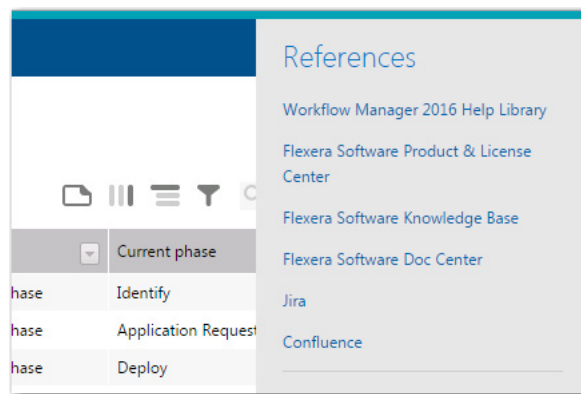 References
Workflow Manager 2016 Help Library
Flexera Software Product & License
Center
Flexera Software Knowledge Base
Flexera Software Doc Center
Jira
Confluence
Current phase
hase Identify
hase Application Request
hase Deploy